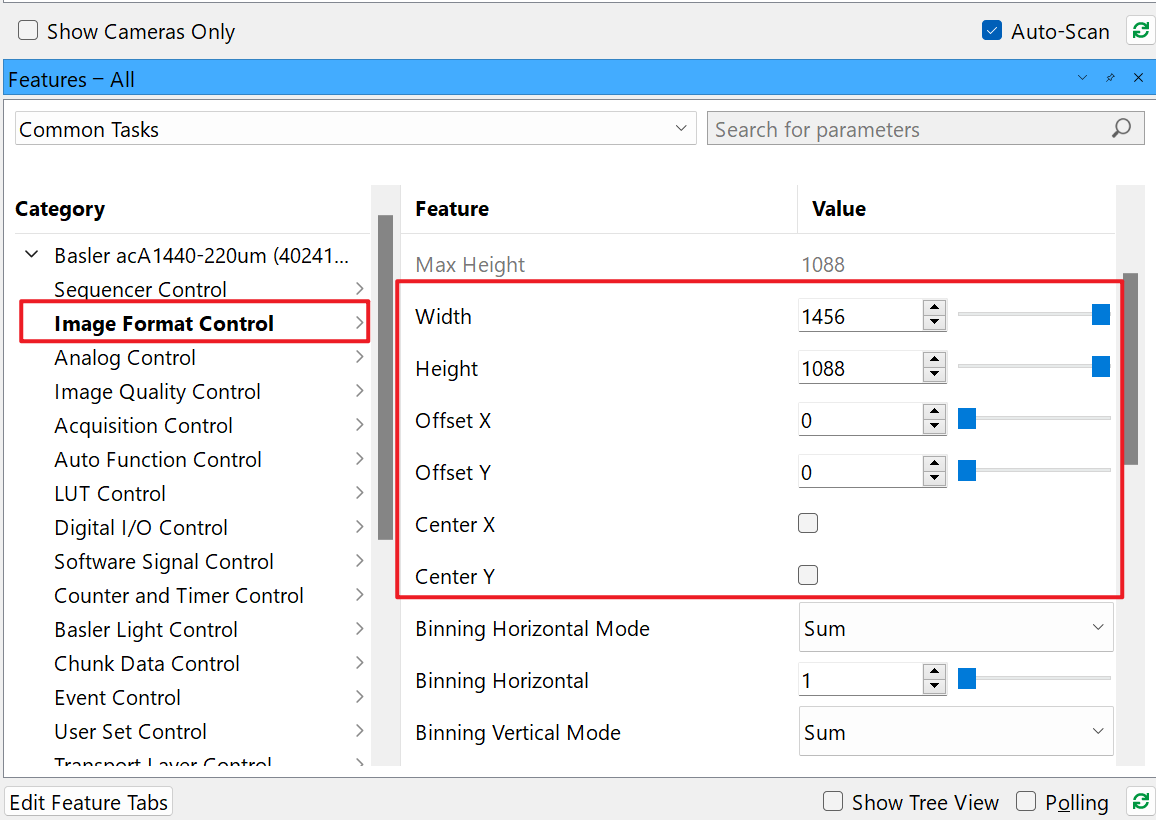 Show Cameras Only
Auto-Scan
Features – All
Common Tasks
Search for parameters
Category
Basler acA1440-220um (40241...
Sequencer Control
Image Format Control
Analog Control
Image Quality Control
Acquisition Control
Auto Function Control
LUT Control
Digital I/O Control
Software Signal Control
Counter and Timer Control
Basler Light Control
Chunk Data Control
Event Control
User Set Control
Transport Layer Control
Feature Value
Max Height 1088
Width 1456
Height 1088
Offset X 0
Offset Y 0
Center X
Center Y
Binning Horizontal Mode Sum
Binning Horizontal 1
Binning Vertical Mode Sum
Edit Feature Tabs
Show Tree View
Polling